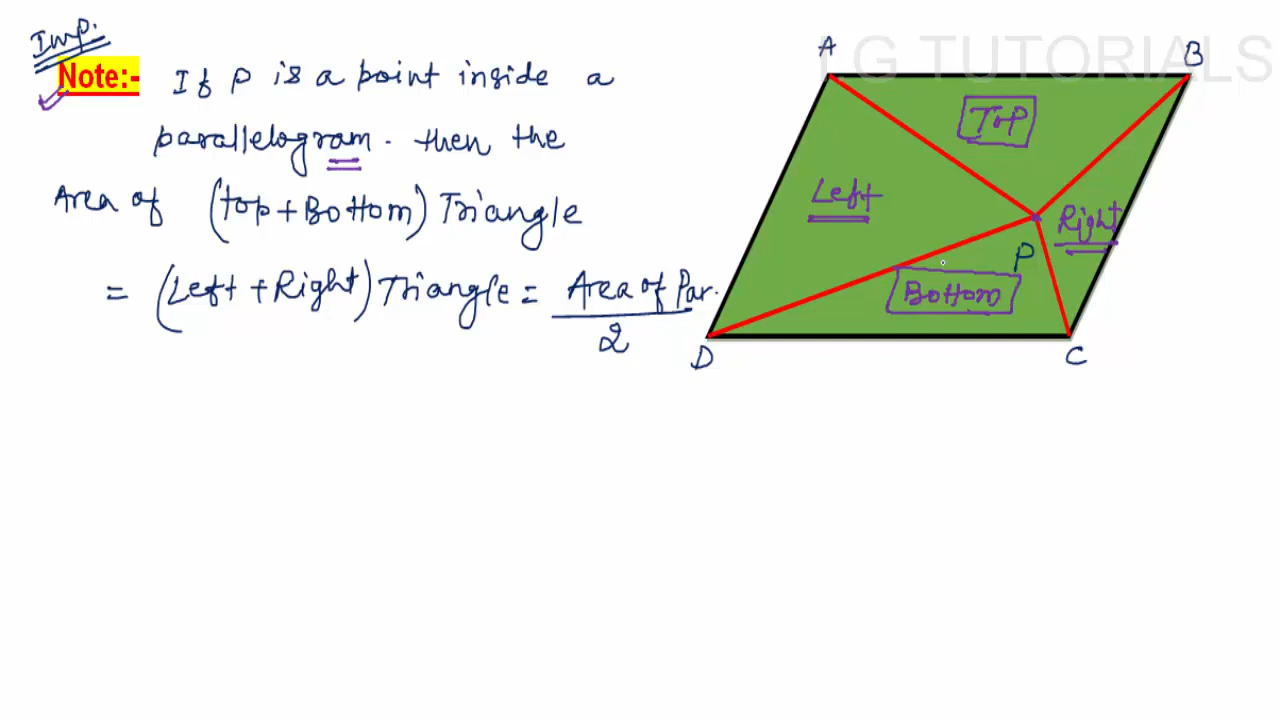 Imp.
Note:- If P is a point inside a
parallelogram. then the
Area of (top+Bottom) Triangle
= (Left+Right) Triangle = Area of Par.
2
LG TUTORIALS
A
B
Top
Left
Right
P
Bottom
D
C